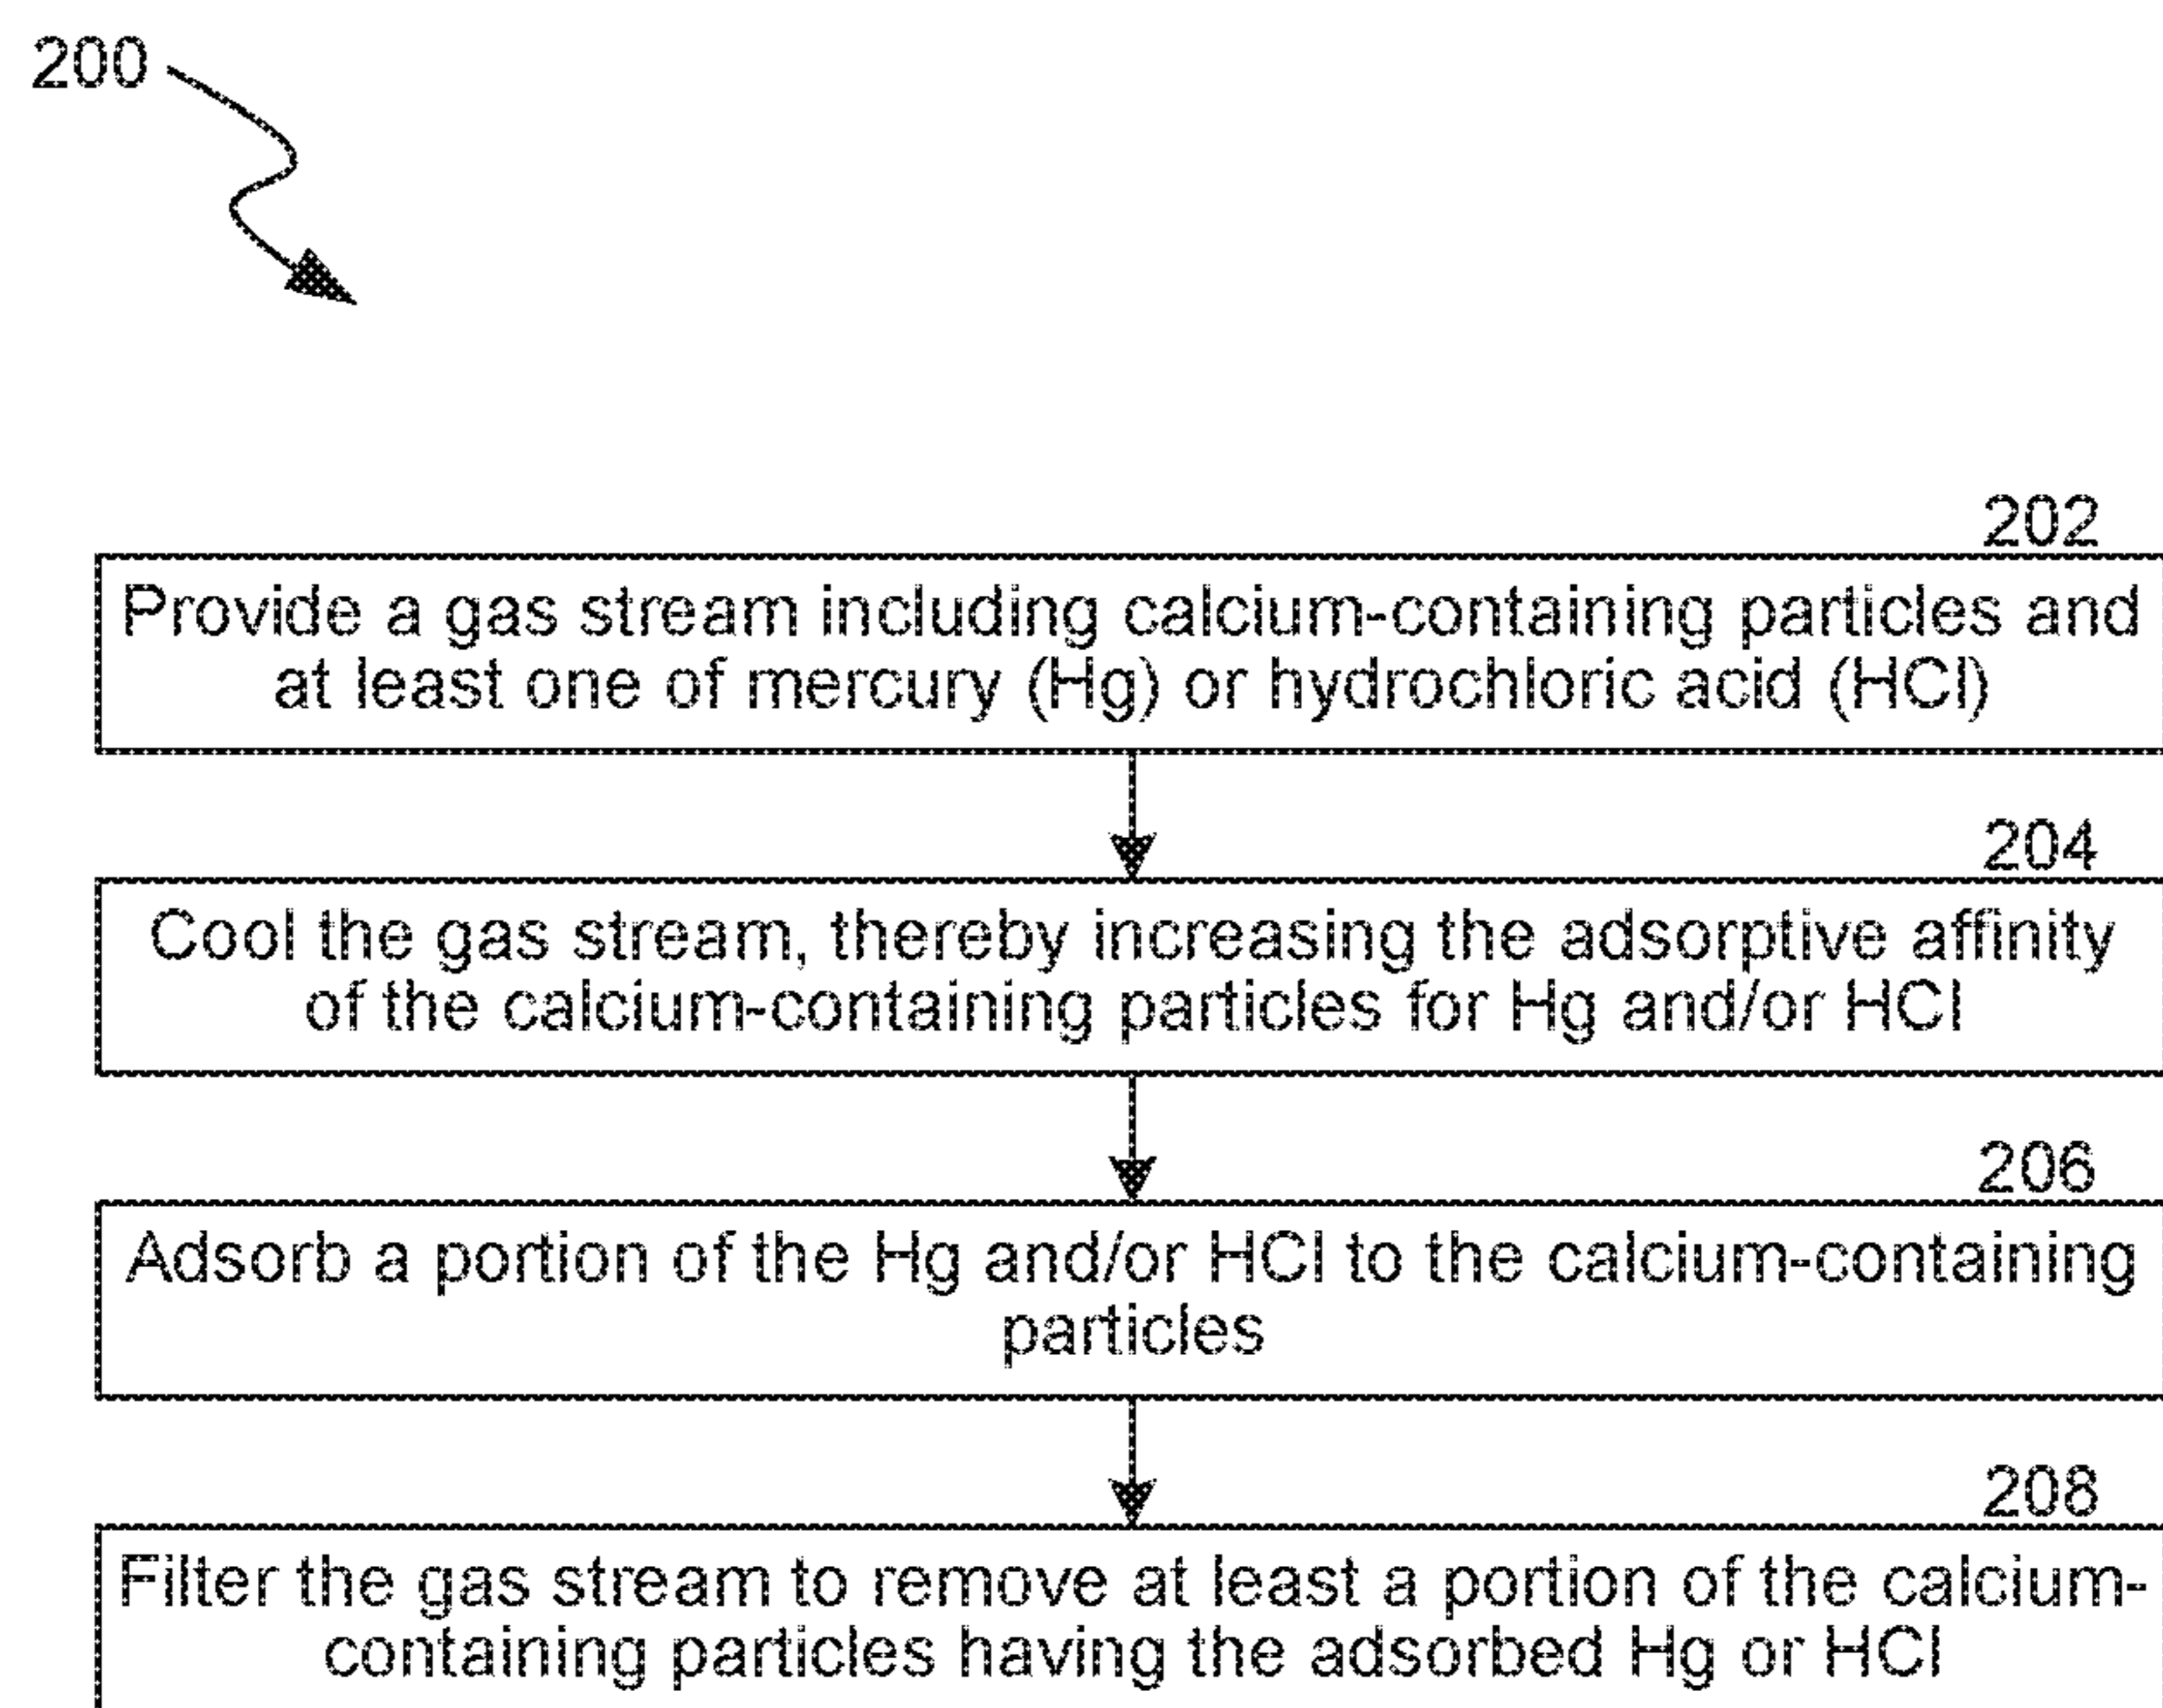 200
202
Provide a gas stream including calcium-containing particles and
at least one of mercury (Hg) or hydrochloric acid (HCl)
204
Cool the gas stream, thereby increasing the adsorptive affinity
of the calcium-containing particles for Hg and/or HCl
206
Adsorb a portion of the Hg and/or HCl to the calcium-containing
particles
208
Filter the gas stream to remove at least a portion of the calcium-
containing particles having the adsorbed Hg or HCl